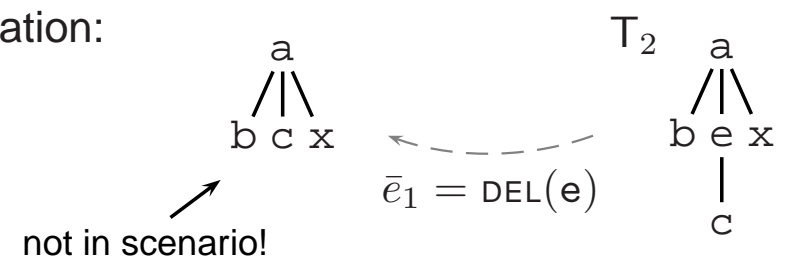 ation:
a
b c x
not in scenario!
ē₁ = DEL(e)
T₂
a
b e x
c